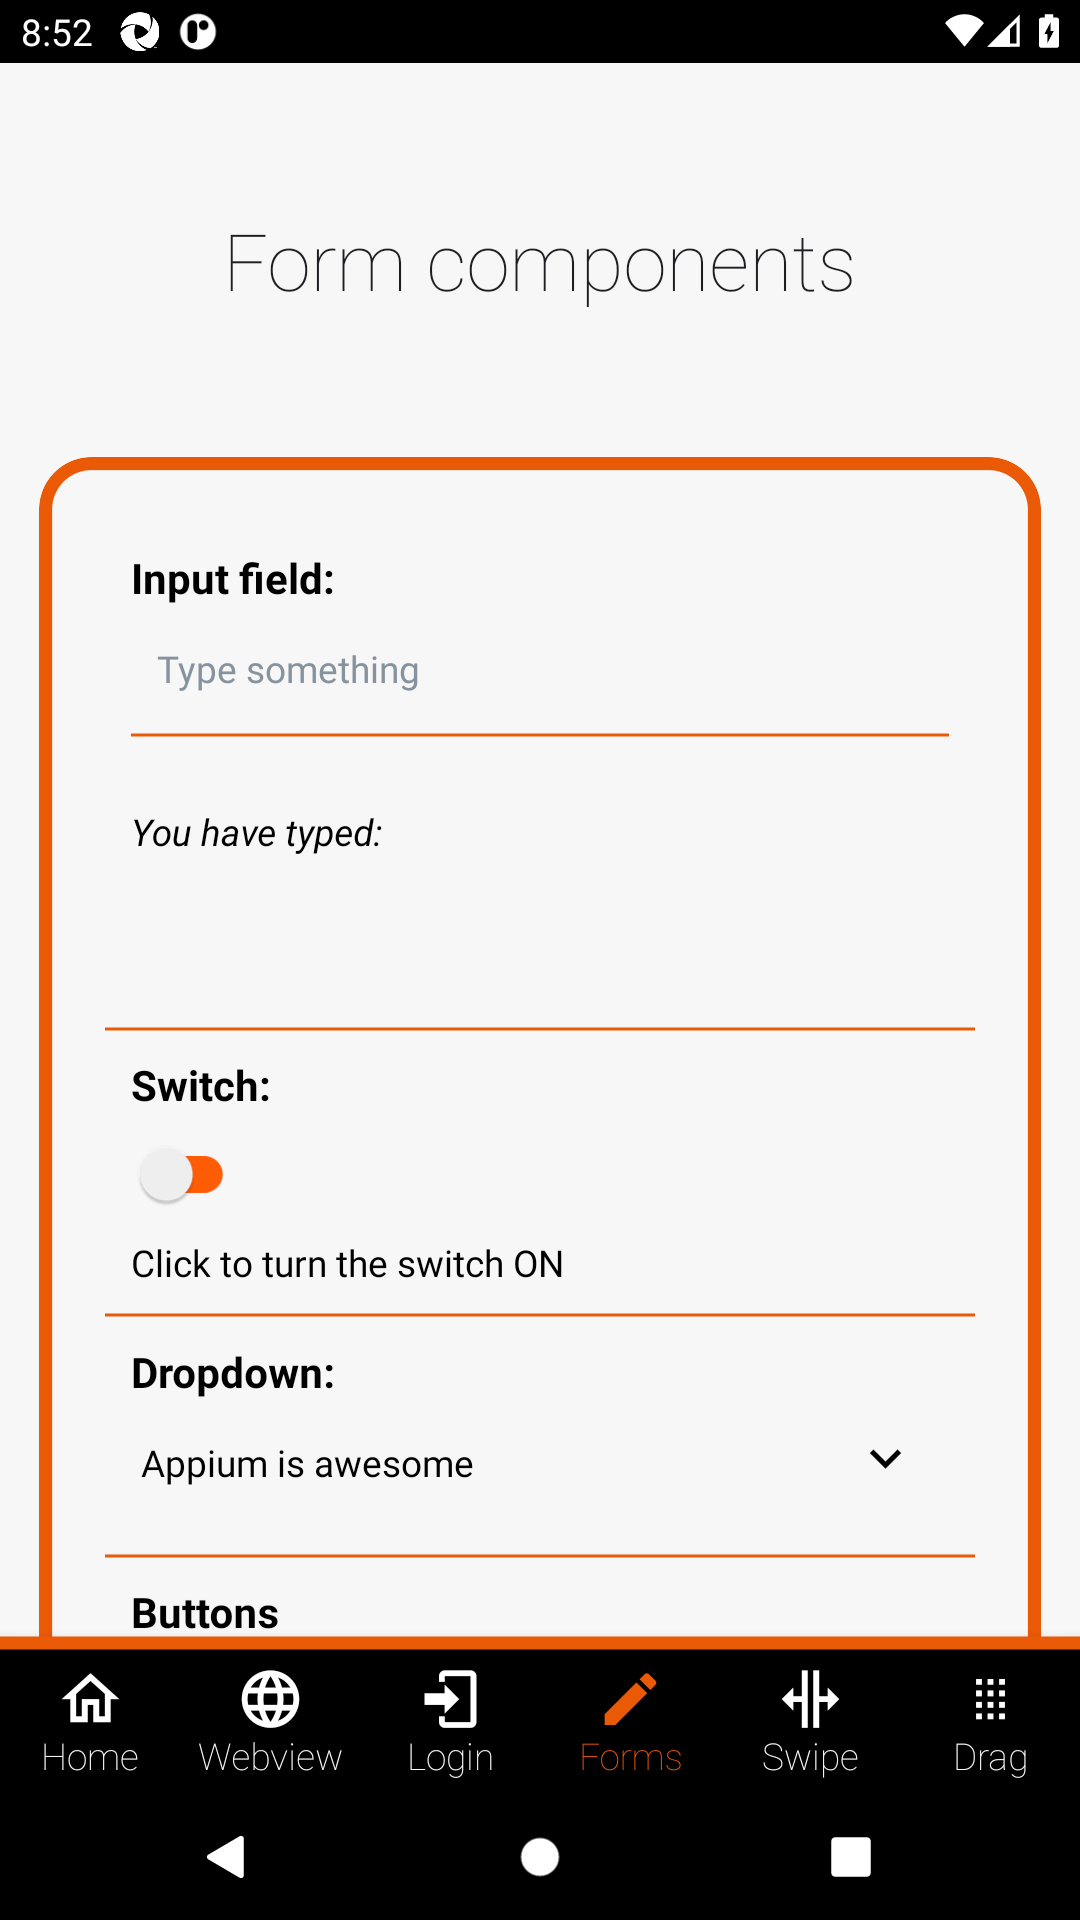 8:52
Form components
Input field:
Type something
You have typed:
Switch:
Click to turn the switch ON
Dropdown:
Appium is awesome
Buttons
Home Webview Login Forms Swipe Drag